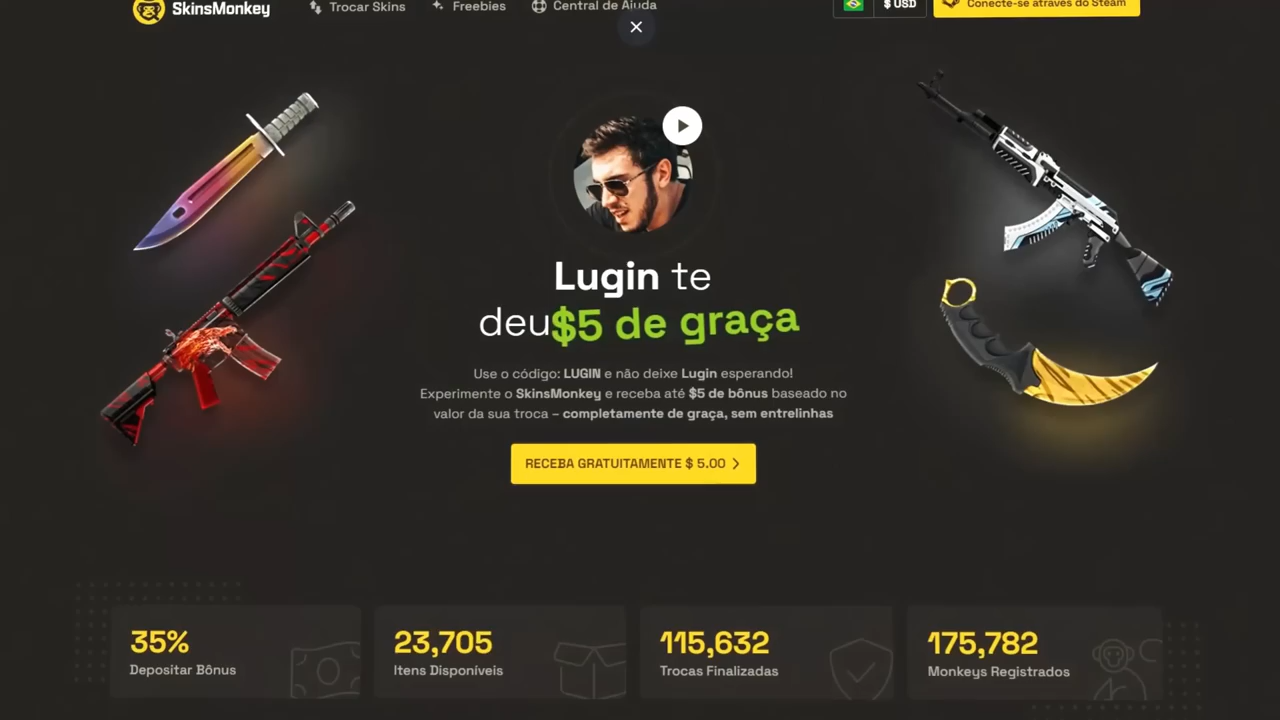 SkinsMonkey
Trocar Skins
Freebies
Central de Ajuda
$ USD
Conecte-se através do Steam
Lugin te
deu$5 de graça
Use o código: LUGIN e não deixe Lugin esperando!
Experimente o SkinsMonkey e receba até $5 de bônus baseado no
valor da sua troca – completamente de graça, sem entrelinhas
RECEBA GRATUITAMENTE $ 5.00
35%
Depositar Bônus
23,705
Itens Disponíveis
115,632
Trocas Finalizadas
175,782
Monkeys Registrados